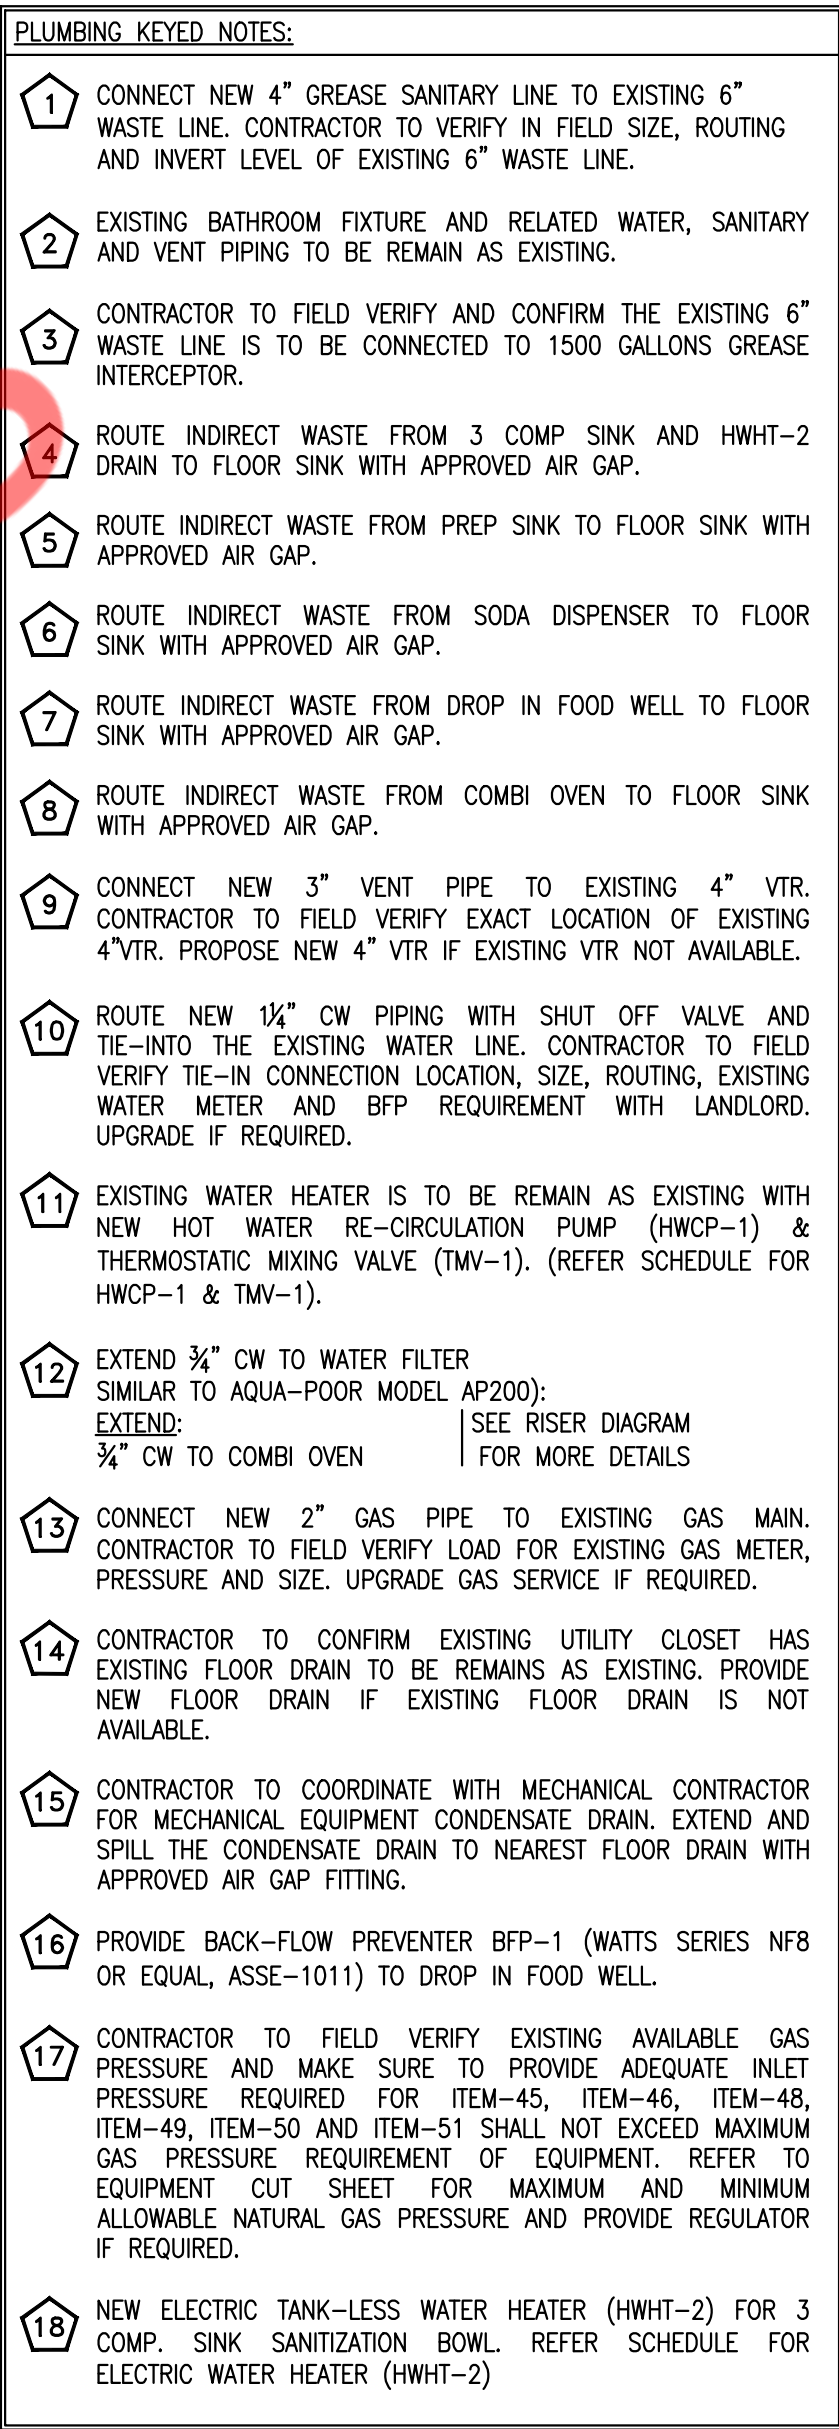 PLUMBING KEYED NOTES:
1 CONNECT NEW 4" GREASE SANITARY LINE TO EXISTING 6"
WASTE LINE. CONTRACTOR TO VERIFY IN FIELD SIZE, ROUTING
AND INVERT LEVEL OF EXISTING 6" WASTE LINE.
2 EXISTING BATHROOM FIXTURE AND RELATED WATER, SANITARY
AND VENT PIPING TO BE REMAIN AS EXISTING.
3 CONTRACTOR TO FIELD VERIFY AND CONFIRM THE EXISTING 6"
WASTE LINE IS TO BE CONNECTED TO 1500 GALLONS GREASE
INTERCEPTOR.
4 ROUTE INDIRECT WASTE FROM 3 COMP SINK AND HWHT-2
DRAIN TO FLOOR SINK WITH APPROVED AIR GAP.
5 ROUTE INDIRECT WASTE FROM PREP SINK TO FLOOR SINK WITH
APPROVED AIR GAP.
6 ROUTE INDIRECT WASTE FROM SODA DISPENSER TO FLOOR
SINK WITH APPROVED AIR GAP.
7 ROUTE INDIRECT WASTE FROM DROP IN FOOD WELL TO FLOOR
SINK WITH APPROVED AIR GAP.
8 ROUTE INDIRECT WASTE FROM COMBI OVEN TO FLOOR SINK
WITH APPROVED AIR GAP.
9 CONNECT NEW 3" VENT PIPE TO EXISTING 4" VTR.
CONTRACTOR TO FIELD VERIFY EXACT LOCATION OF EXISTING
4"VTR. PROPOSE NEW 4" VTR IF EXISTING VTR NOT AVAILABLE.
10 ROUTE NEW 1¼" CW PIPING WITH SHUT OFF VALVE AND
TIE-INTO THE EXISTING WATER LINE. CONTRACTOR TO FIELD
VERIFY TIE-IN CONNECTION LOCATION, SIZE, ROUTING, EXISTING
WATER METER AND BFP REQUIREMENT WITH LANDLORD.
UPGRADE IF REQUIRED.
11 EXISTING WATER HEATER IS TO BE REMAIN AS EXISTING WITH
NEW HOT WATER RE-CIRCULATION PUMP (HWCP-1) &
THERMOSTATIC MIXING VALVE (TMV-1). (REFER SCHEDULE FOR
HWCP-1 & TMV-1).
12 EXTEND ¾" CW TO WATER FILTER
SIMILAR TO AQUA-POOR MODEL AP200):
EXTEND: SEE RISER DIAGRAM
¾" CW TO COMBI OVEN FOR MORE DETAILS
13 CONNECT NEW 2" GAS PIPE TO EXISTING GAS MAIN.
CONTRACTOR TO FIELD VERIFY LOAD FOR EXISTING GAS METER,
PRESSURE AND SIZE. UPGRADE GAS SERVICE IF REQUIRED.
14 CONTRACTOR TO CONFIRM EXISTING UTILITY CLOSET HAS
EXISTING FLOOR DRAIN TO BE REMAINS AS EXISTING. PROVIDE
NEW FLOOR DRAIN IF EXISTING FLOOR DRAIN IS NOT
AVAILABLE.
15 CONTRACTOR TO COORDINATE WITH MECHANICAL CONTRACTOR
FOR MECHANICAL EQUIPMENT CONDENSATE DRAIN. EXTEND AND
SPILL THE CONDENSATE DRAIN TO NEAREST FLOOR DRAIN WITH
APPROVED AIR GAP FITTING.
16 PROVIDE BACK-FLOW PREVENTER BFP-1 (WATTS SERIES NF8
OR EQUAL, ASSE-1011) TO DROP IN FOOD WELL.
17 CONTRACTOR TO FIELD VERIFY EXISTING AVAILABLE GAS
PRESSURE AND MAKE SURE TO PROVIDE ADEQUATE INLET
PRESSURE REQUIRED FOR ITEM-45, ITEM-46, ITEM-48,
ITEM-49, ITEM-50 AND ITEM-51 SHALL NOT EXCEED MAXIMUM
GAS PRESSURE REQUIREMENT OF EQUIPMENT. REFER TO
EQUIPMENT CUT SHEET FOR MAXIMUM AND MINIMUM
ALLOWABLE NATURAL GAS PRESSURE AND PROVIDE REGULATOR
IF REQUIRED.
18 NEW ELECTRIC TANK-LESS WATER HEATER (HWHT-2) FOR 3
COMP. SINK SANITIZATION BOWL. REFER SCHEDULE FOR
ELECTRIC WATER HEATER (HWHT-2)